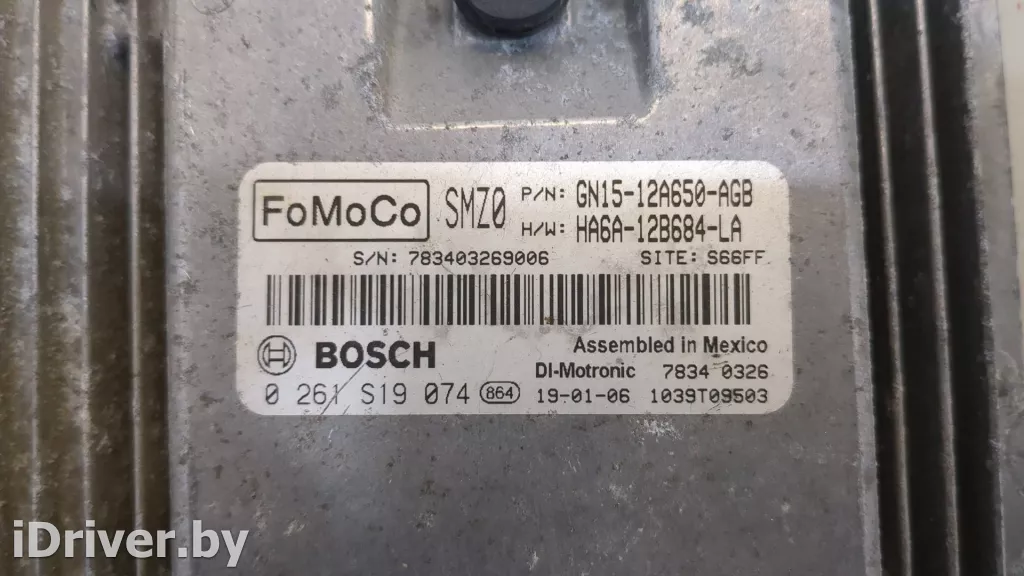 FoMoCo SMZ0 P/N: GN15-12A650-AGB
H/W: HA6A-12B684-LA
S/N: 783403269006 SITE: S66FF
BOSCH Assembled in Mexico
DI-Motronic 7834 0326
0 261 S19 074 864 19-01-06 1039T09503
iDriver.by